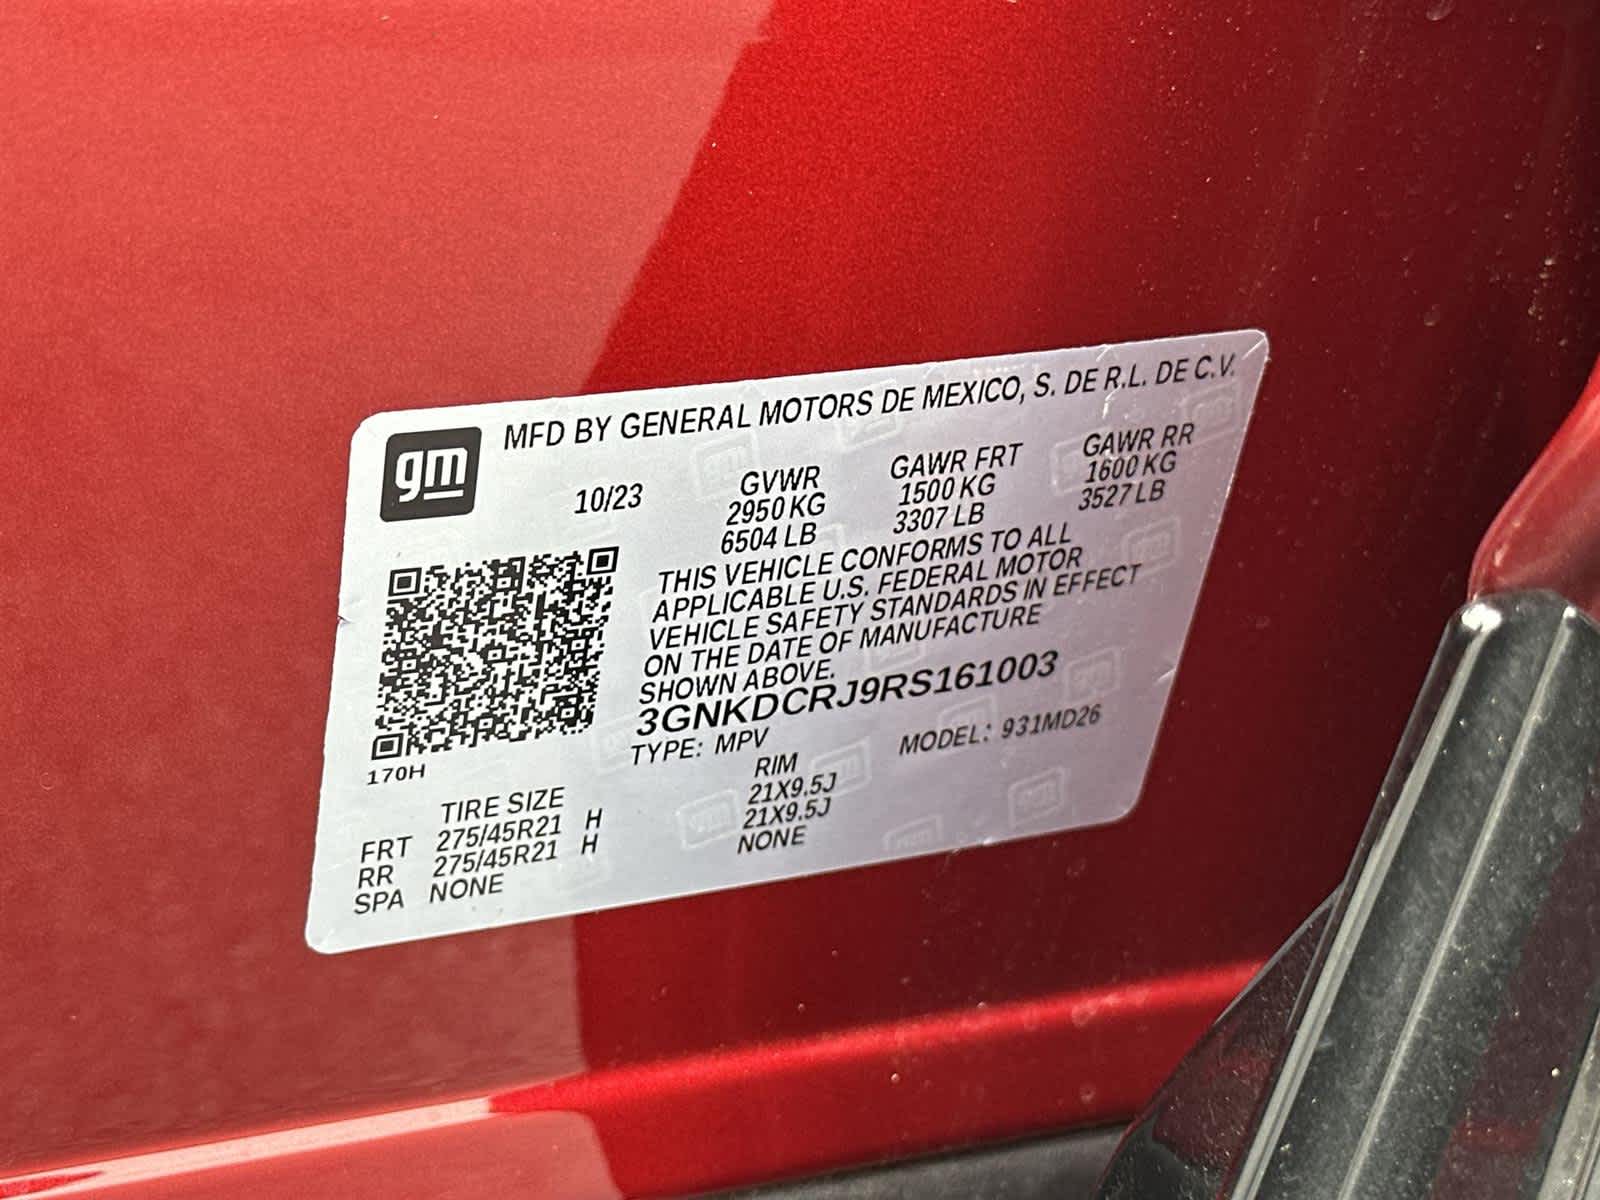 MFD BY GENERAL MOTORS DE MEXICO, S. DE R.L. DE C.V.
gm
10/23
GVWR
2950 KG
6504 LB
GAWR FRT
1500 KG
3307 LB
GAWR RR
1600 KG
3527 LB
THIS VEHICLE CONFORMS TO ALL
APPLICABLE U.S. FEDERAL MOTOR
VEHICLE SAFETY STANDARDS IN EFFECT
ON THE DATE OF MANUFACTURE
SHOWN ABOVE.
3GNKDCRJ9RS161003
TYPE: MPV MODEL: 931MD26
170H
TIRE SIZE RIM
FRT 275/45R21 H 21X9.5J
RR 275/45R21 H 21X9.5J
SPA NONE NONE